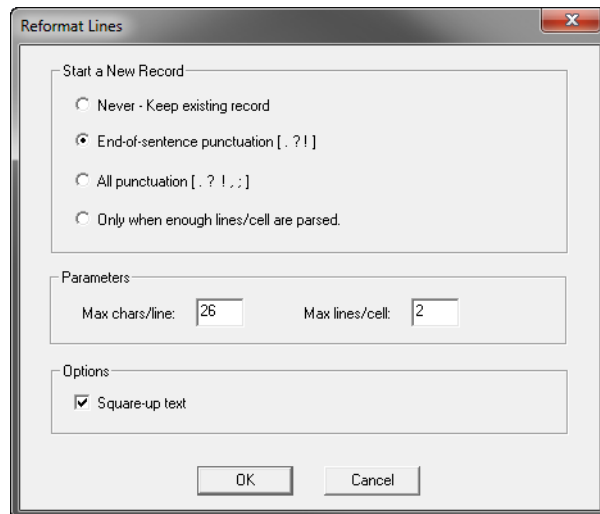 Reformat Lines
Start a New Record
Never - Keep existing record
End-of-sentence punctuation [ . ? ! ]
All punctuation [ . ? ! , ; ]
Only when enough lines/cell are parsed.
Parameters
Max chars/line: 26 Max lines/cell: 2
Options
Square-up text
OK Cancel